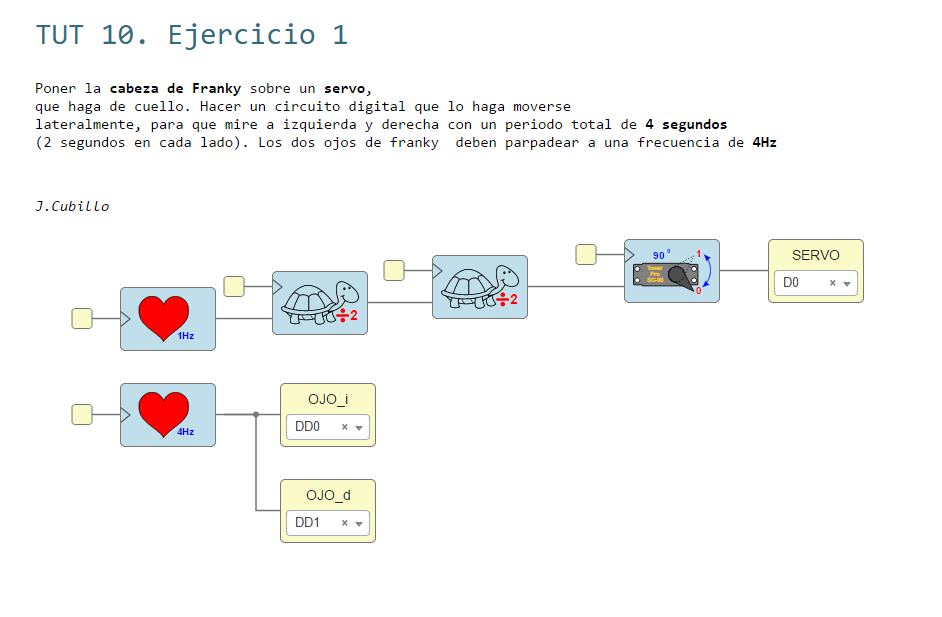 TUT 10. Ejercicio 1
Poner la cabeza de Franky sobre un servo,
que haga de cuello. Hacer un circuito digital que lo haga moverse
lateralmente, para que mire a izquierda y derecha con un periodo total de 4 segundos
(2 segundos en cada lado). Los dos ojos de franky  deben parpadear a una frecuencia de 4Hz
J.Cubillo
90°
1
Tower
Pro
SG-90
0
SERVO
D0 ×
÷2
÷2
1Hz
4Hz
OJO_i
DD0 ×
OJO_d
DD1 ×